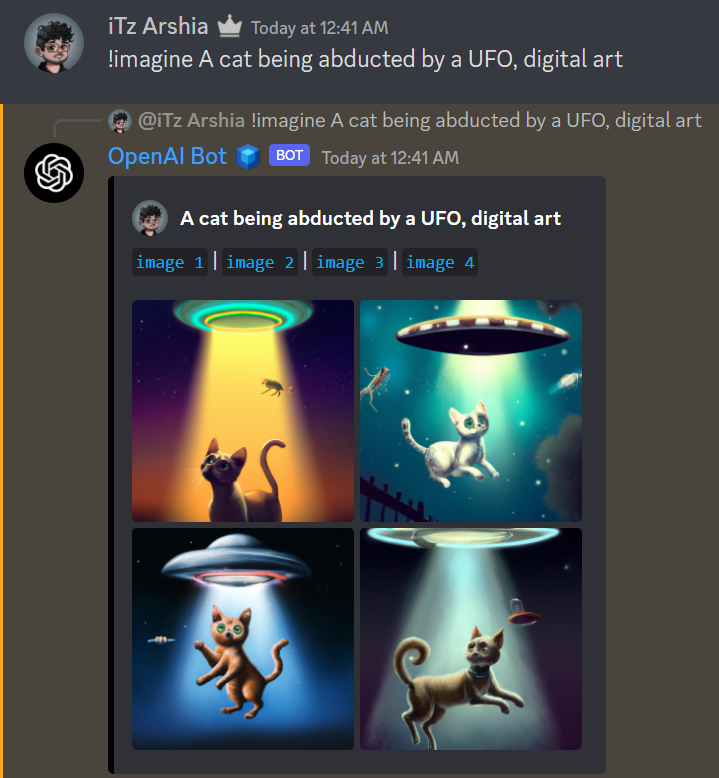 iTz Arshia Today at 12:41 AM
!imagine A cat being abducted by a UFO, digital art
@iTz Arshia !imagine A cat being abducted by a UFO, digital art
OpenAI Bot BOT Today at 12:41 AM
A cat being abducted by a UFO, digital art
image 1 | image 2 | image 3 | image 4